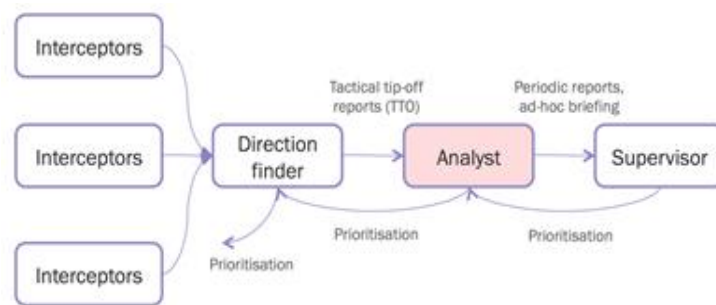 Interceptors
Interceptors
Interceptors
Direction
finder
Tactical tip-off
reports (TTO)
Analyst
Periodic reports,
ad-hoc briefing
Supervisor
Prioritisation
Prioritisation
Prioritisation